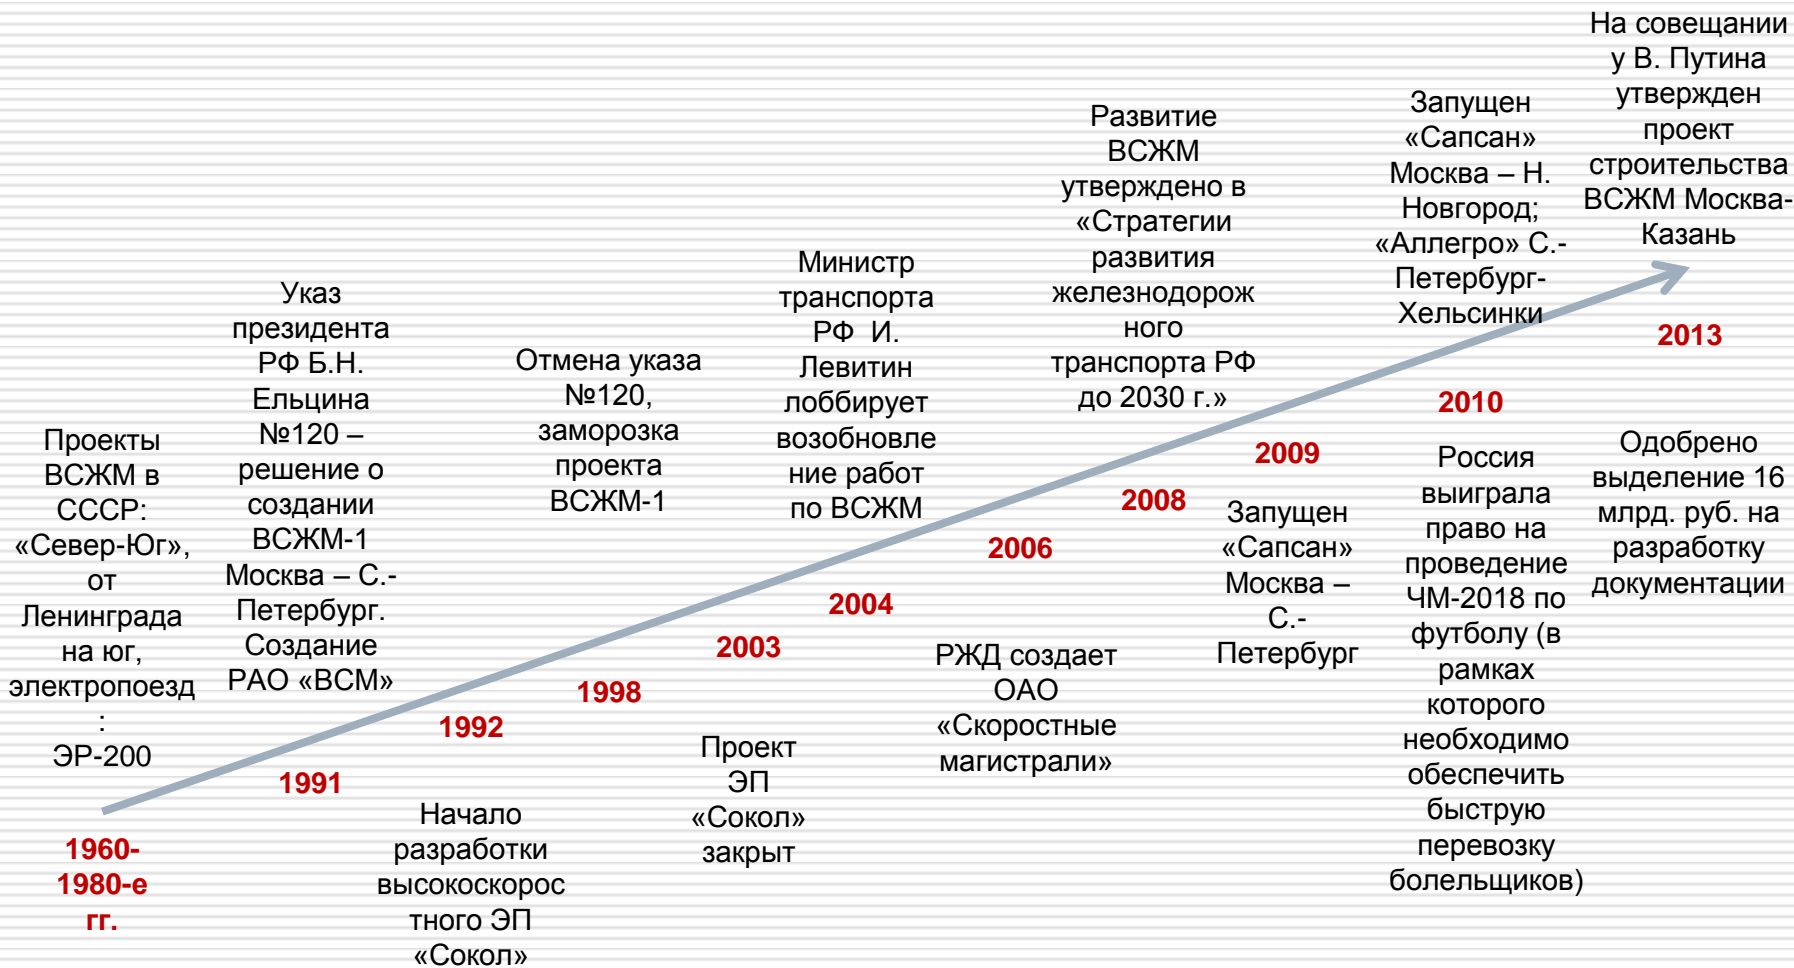 Проекты
ВСЖМ в
СССР:
«Север-Юг»,
от
Ленинграда
на юг,
электропоезд
:
ЭР-200
1960-
1980-е
гг.
Указ
президента
РФ Б.Н.
Ельцина
№120 –
решение о
создании
ВСЖМ-1
Москва – С.-
Петербург.
Создание
РАО «ВСМ»
1991
1992
Начало
разработки
высокоскорос
тного ЭП
«Сокол»
Отмена указа
№120,
заморозка
проекта
ВСЖМ-1
1998
2003
Проект
ЭП
«Сокол»
закрыт
Министр
транспорта
РФ И.
Левитин
лоббирует
возобновле
ние работ
по ВСЖМ
2004
2006
РЖД создает
ОАО
«Скоростные
магистрали»
Развитие
ВСЖМ
утверждено в
«Стратегии
развития
железнодорож
ного
транспорта РФ
до 2030 г.»
2008
2009
Запущен
«Сапсан»
Москва –
С.-
Петербург
Запущен
«Сапсан»
Москва – Н.
Новгород;
«Аллегро» С.-
Петербург-
Хельсинки
2010
Россия
выиграла
право на
проведение
ЧМ-2018 по
футболу (в
рамках
которого
необходимо
обеспечить
быструю
перевозку
болельщиков)
На совещании
у В. Путина
утвержден
проект
строительства
ВСЖМ Москва-
Казань
2013
Одобрено
выделение 16
млрд. руб. на
разработку
документации